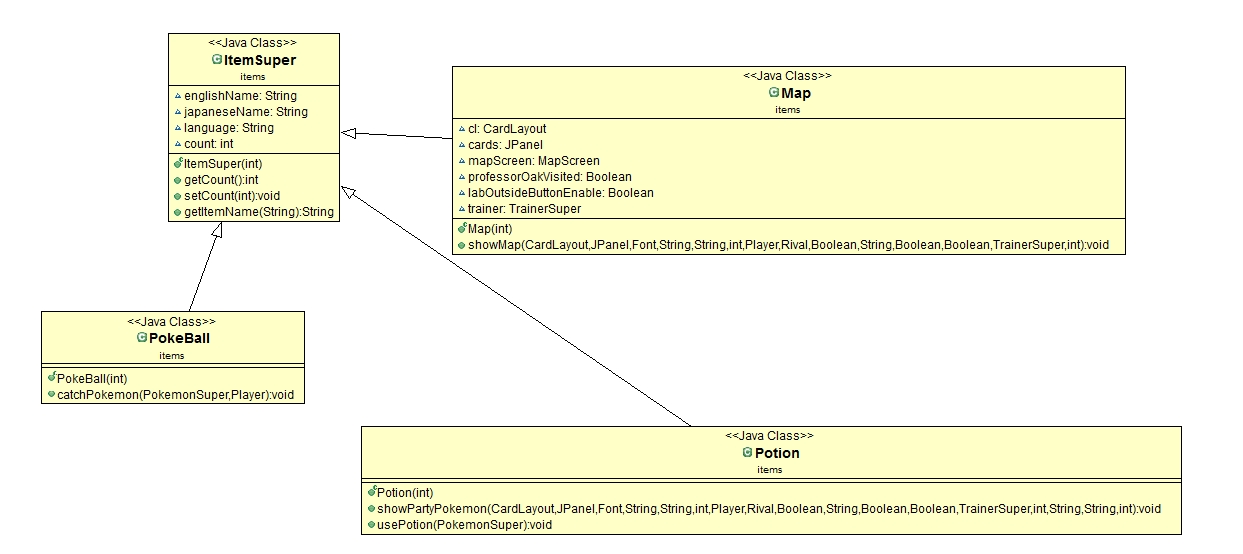 <<Java Class>>
ItemSuper
items
englishName: String
japaneseName: String
language: String
count: int
ItemSuper(int)
getCount():int
setCount(int):void
getItemName(String):String
<<Java Class>>
Map
items
cl: CardLayout
cards: JPanel
mapScreen: MapScreen
professorOakVisited: Boolean
labOutsideButtonEnable: Boolean
trainer: TrainerSuper
Map(int)
showMap(CardLayout,JPanel,Font,String,String,int,Player,Rival,Boolean,String,Boolean,Boolean,TrainerSuper,int):void
<<Java Class>>
PokeBall
items
PokeBall(int)
catchPokemon(PokemonSuper,Player):void
<<Java Class>>
Potion
items
Potion(int)
showPartyPokemon(CardLayout,JPanel,Font,String,String,int,Player,Rival,Boolean,String,Boolean,Boolean,TrainerSuper,int,String,String,int):void
usePotion(PokemonSuper):void